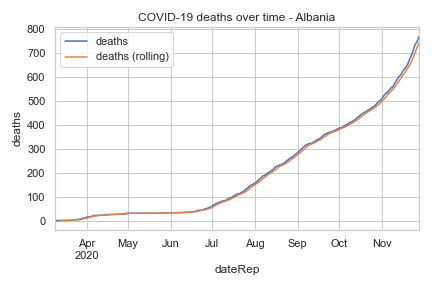 COVID-19 deaths over time - Albania
deaths
deaths (rolling)
800
700
600
500
400
300
200
100
0
deaths
Apr May Jun Jul Aug Sep Oct Nov
2020
dateRep